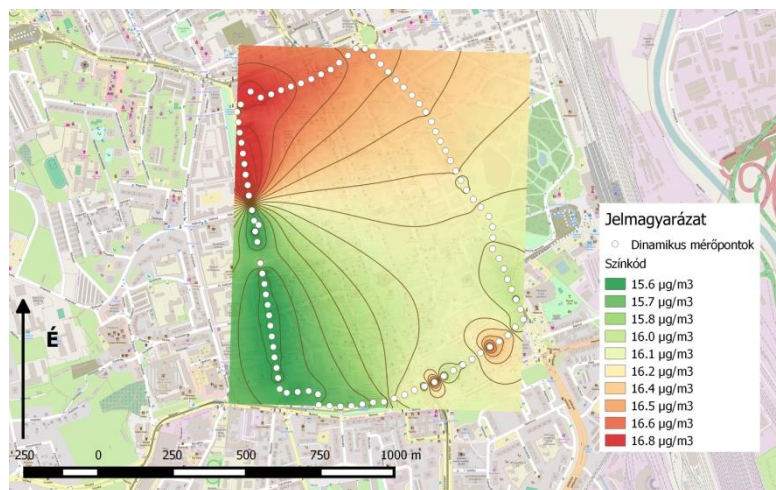 Jelmagyarázat
Dinamikus mérőpontok
Színkód
15.6 µg/m3
15.7 µg/m3
15.8 µg/m3
16.0 µg/m3
16.1 µg/m3
16.2 µg/m3
16.4 µg/m3
16.5 µg/m3
16.6 µg/m3
16.8 µg/m3
É
250 0 250 500 750 1000 m